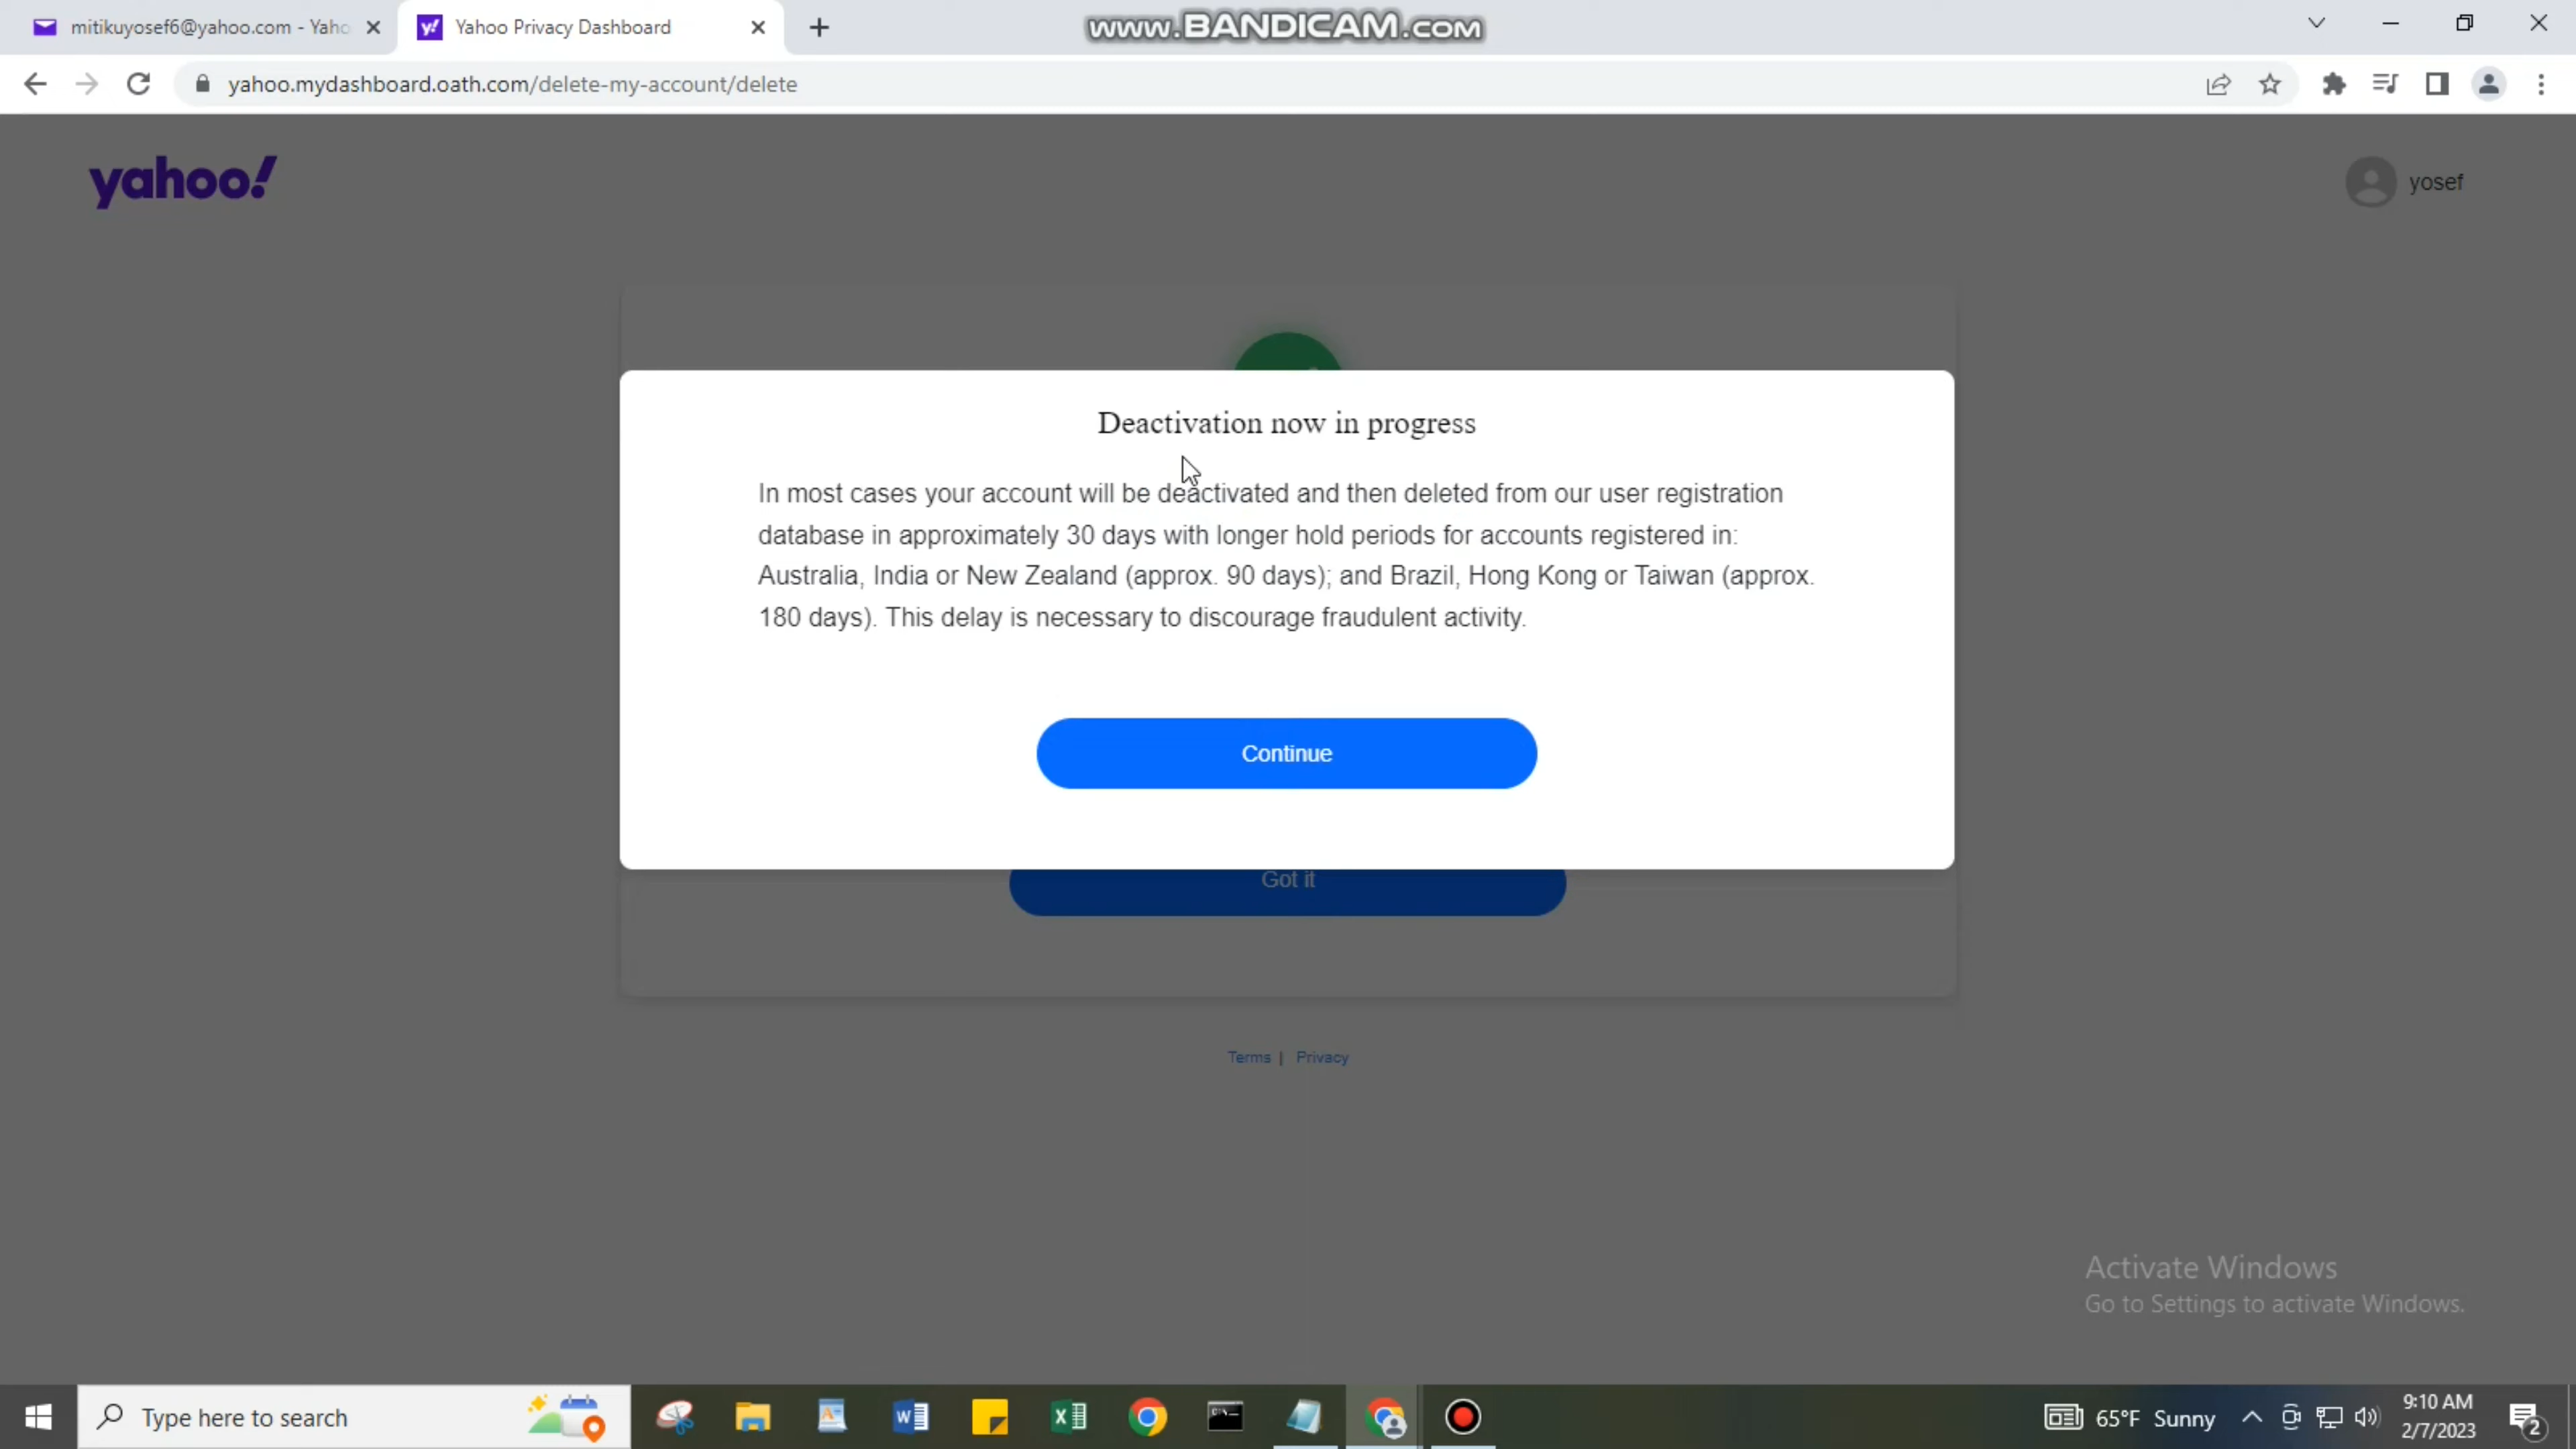 mitikuyosef6@yahoo.com - Yaho
Yahoo Privacy Dashboard
www.BANDICAM.com
yahoo.mydashboard.oath.com/delete-my-account/delete
yahoo!
yosef
Deactivation now in progress
In most cases your account will be deactivated and then deleted from our user registration
database in approximately 30 days with longer hold periods for accounts registered in:
Australia, India or New Zealand (approx. 90 days); and Brazil, Hong Kong or Taiwan (approx.
180 days). This delay is necessary to discourage fraudulent activity.
Continue
Got it
Terms | Privacy
Activate Windows
Go to Settings to activate Windows.
Type here to search
65°F Sunny
9:10 AM
2/7/2023
2